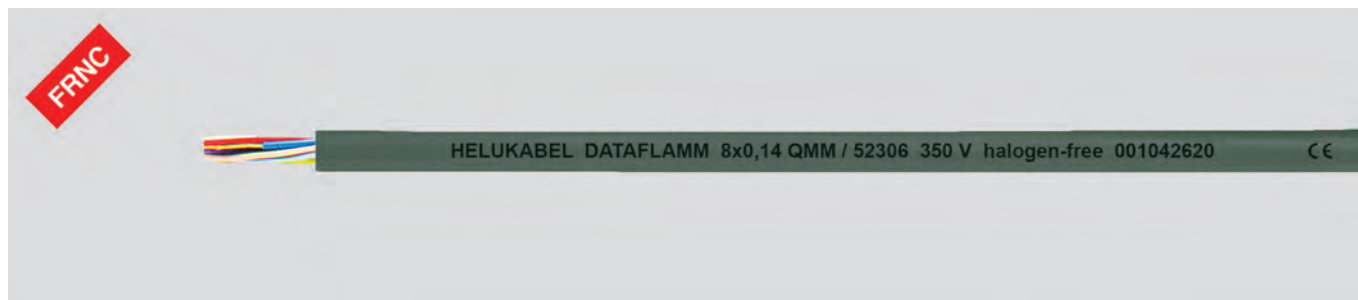 FRNC
HELUKABEL DATAFLAMM 8x0,14 QMM / 52306 350 V halogen-free 001042620 CE